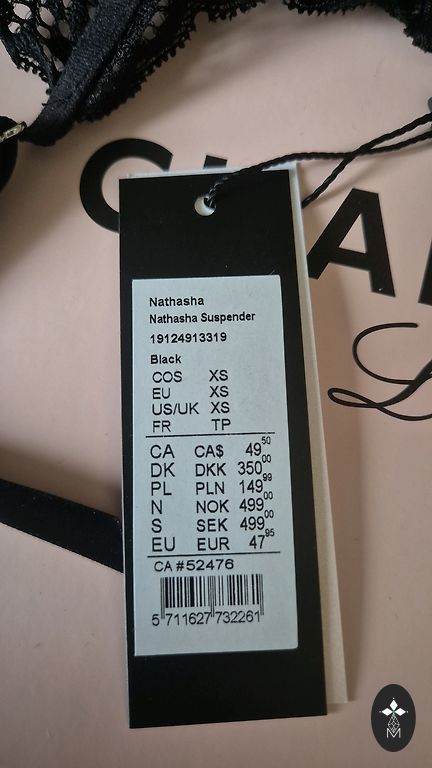 Nathasha
Nathasha Suspender
19124913319
Black
COS XS
EU XS
US/UK XS
FR TP
CA CA$ 49.50
DK DKK 350.00
PL PLN 149.99
N NOK 499.00
S SEK 499.00
EU EUR 47.95
CA #52476
5 711627 732261
M